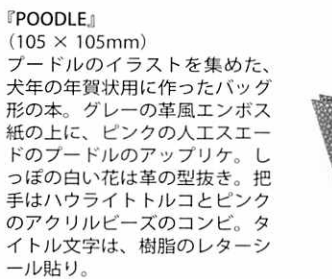 『POODLE』
（105 × 105mm）
プードルのイラストを集めた、
犬年の年賀状用に作ったバッグ
形の本。グレーの革風エンボス
紙の上に、ピンクの人工スエー
ドのプードルのアップリケ。し
っぽの白い花は革の型抜き。把
手はハウライトトルコとピンク
のアクリルビーズのコンビ。タ
イトル文字は、樹脂のレターシ
ール貼り。